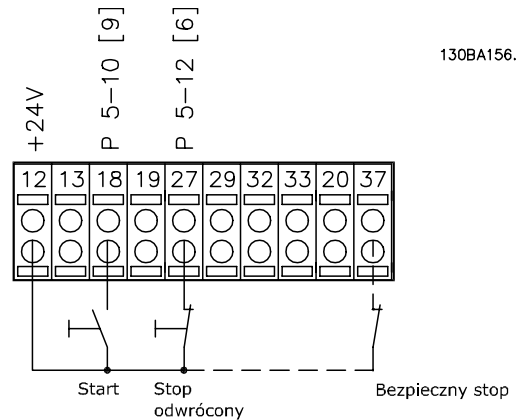 130BA156.
+24V
P 5-10 [9]
P 5-12 [6]
12 13 18 19 27 29 32 33 20 37
Start
Stop
odwrócony
Bezpieczny stop